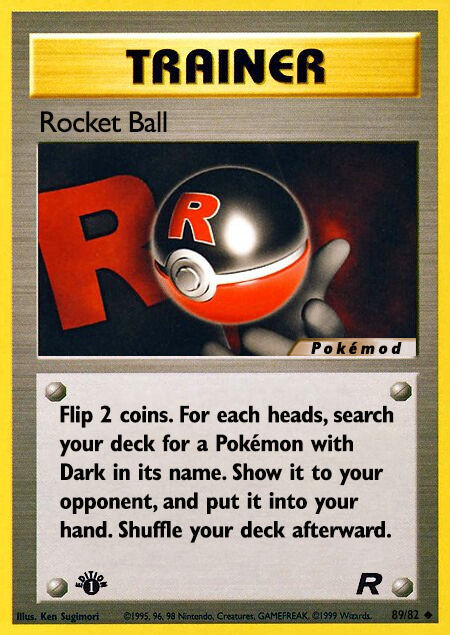 TRAINER
Rocket Ball
R
R
Pokémod
Flip 2 coins. For each heads, search
your deck for a Pokémon with
Dark in its name. Show it to your
opponent, and put it into your
hand. Shuffle your deck afterward.
EDITION
1
R
Illus. Ken Sugimori ©1995, 96, 98 Nintendo, Creatures, GAMEFREAK. ©1999 Wizards. 89/82 ◆